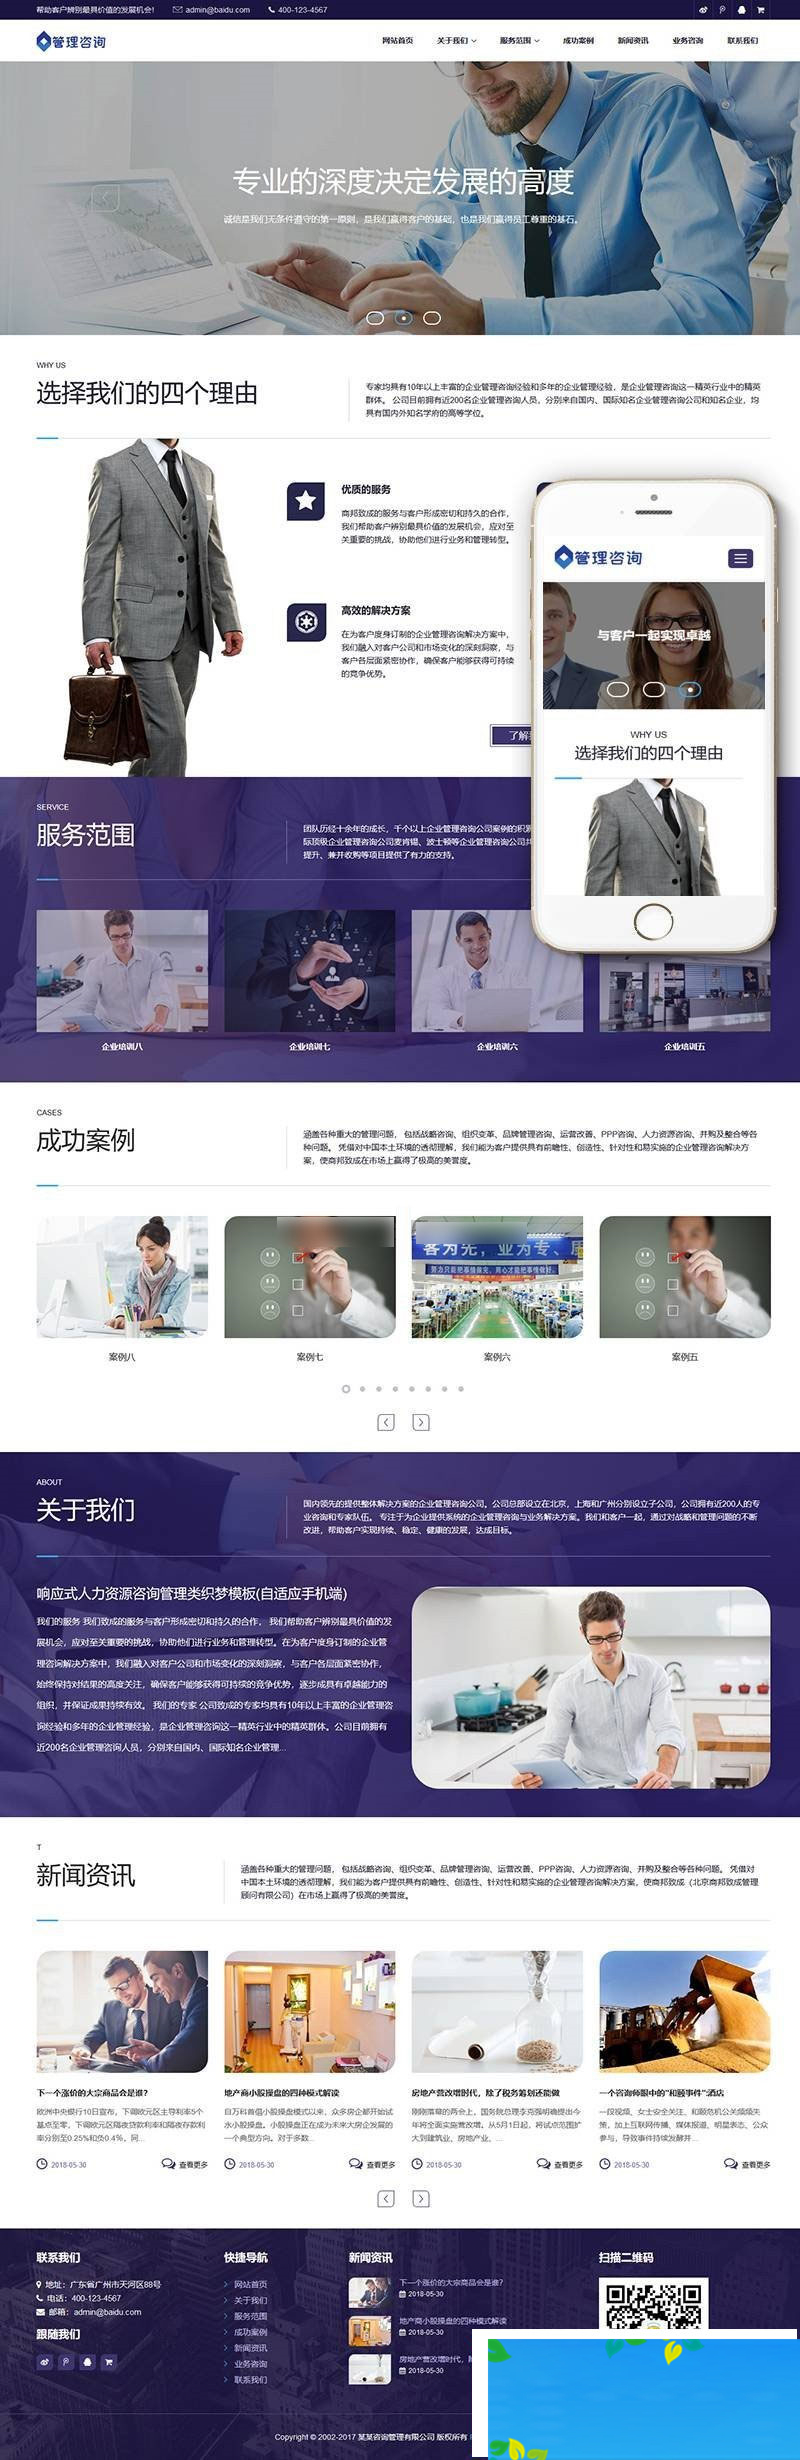 帮助客户辨别最具价值的发展机会!
admin@baidu.com
400-123-4567
管理咨询
网站首页
关于我们
服务范围
成功案例
新闻资讯
业务咨询
联系我们
专业的深度决定发展的高度
诚信是我们无条件遵守的第一原则，是我们赢得客户的基础，也是我们赢得员工尊重的基石。
WHY US
选择我们的四个理由
专家均具有10年以上丰富的企业管理咨询经验和多年的企业管理经验，是企业管理咨询这一精英行业中的精英
群体。 公司目前拥有近200名企业管理咨询人员，分别来自国内、国际知名企业管理咨询公司和知名企业，均
具有国内外知名学府的高等学位。
优质的服务
商邦致成的服务与客户形成密切和持久的合作，
我们帮助客户辨别最具价值的发展机会，应对至
关重要的挑战，协助他们进行业务和管理转型。
高效的解决方案
在为客户度身订制的企业管理咨询解决方案中，
我们融入对客户公司和市场变化的深刻洞察，与
客户各层面紧密协作，确保客户能够获得可持续
的竞争优势。
了解
管理咨询
与客户一起实现卓越
WHY US
选择我们的四个理由
SERVICE
服务范围
团队历经十余年的成长，千个以上企业管理咨询公司案例的积
际顶级企业管理咨询公司麦肯锡、波士顿等企业管理咨询公司共
提升、兼并收购等项目提供了有力的支持。
企业培训八
企业培训七
企业培训六
企业培训五
CASES
成功案例
涵盖各种重大的管理问题， 包括战略咨询、组织变革、品牌管理咨询、运营改善、PPP咨询、人力资源咨询、并购及整合等各
种问题。 凭借对中国本土环境的透彻理解，我们能为客户提供具有前瞻性、创造性、针对性和易实施的企业管理咨询解决方
案，使商邦致成在市场上赢得了极高的美誉度。
客为先，业为专、
努力只能把事情做完，用心才能把事情做好。
案例八
案例七
案例六
案例五
ABOUT
关于我们
国内领先的提供整体解决方案的企业管理咨询公司。公司总部设立在北京，上海和广州分别设立子公司，公司拥有近200人的专
业咨询和专家队伍。 专注于为企业提供系统的企业管理咨询与业务解决方案。我们和客户一起，通过对战略和管理问题的不断
改进，帮助客户实现持续、稳定、健康的发展，达成目标。
响应式人力资源咨询管理类织梦模板(自适应手机端)
我们的服务 我们致成的服务与客户形成密切和持久的合作， 我们帮助客户辨别最具价值的发
展机会，应对至关重要的挑战，协助他们进行业务和管理转型。在为客户度身订制的企业管
理咨询解决方案中，我们融入对客户公司和市场变化的深刻洞察，与客户各层面紧密协作，
始终保持对结果的高度关注，确保客户能够获得可持续的竞争优势，逐步成具有卓越能力的
组织，并保证成果持续有效。 我们的专家 公司致成的专家均具有10年以上丰富的企业管理咨
询经验和多年的企业管理经验，是企业管理咨询这一精英行业中的精英群体。公司目前拥有
近200名企业管理咨询人员，分别来自国内、国际知名企业管理...
T
新闻资讯
涵盖各种重大的管理问题， 包括战略咨询、组织变革、品牌管理咨询、运营改善、PPP咨询、人力资源咨询、并购及整合等各种问题。 凭借对
中国本土环境的透彻理解，我们能为客户提供具有前瞻性、创造性、针对性和易实施的企业管理咨询解决方案，使商邦致成（北京商邦致成管理
顾问有限公司）在市场上赢得了极高的美誉度。
下一个涨价的大宗商品会是谁？
欧洲中央银行10日宣布，下调欧元区主导利率5个
基点至零，下调欧元区隔夜贷款利率和隔夜存款利
率分别至0.25%和负0.4%，同...
2018-05-30
查看更多
地产商小股操盘的四种模式解读
自万科首倡小股操盘模式以来，众多房企都开始试
水小股操盘。小股操盘正在成为未来大房企发展的
一个典型方向。对于多数...
2018-05-30
查看更多
房地产营改增时代，除了税务筹划还能做
刚刚落幕的两会上，国务院总理李克强明确提出今
年将全面实施营改增。从5月1日起，将试点范围扩
大到建筑业、房地产业、...
2018-05-30
查看更多
一个咨询师眼中的“和颐事件”:酒店
一段视频、女士安全关注、和颐危机公关频频失
策，加上互联网传播、媒体报道、明星表态、公众
参与，导致事件持续发酵并...
2018-05-30
查看更多
联系我们
地址：广东省广州市天河区88号
电话：400-123-4567
邮箱：admin@baidu.com
跟随我们
快捷导航
网站首页
关于我们
服务范围
成功案例
新闻资讯
业务咨询
联系我们
新闻资讯
下一个涨价的大宗商品会是谁？
2018-05-30
地产商小股操盘的四种模式解读
2018-05-30
房地产营改增时代，
2018-05-30
扫描二维码
Copyright © 2002-2017 某某咨询管理有限公司 版权所有